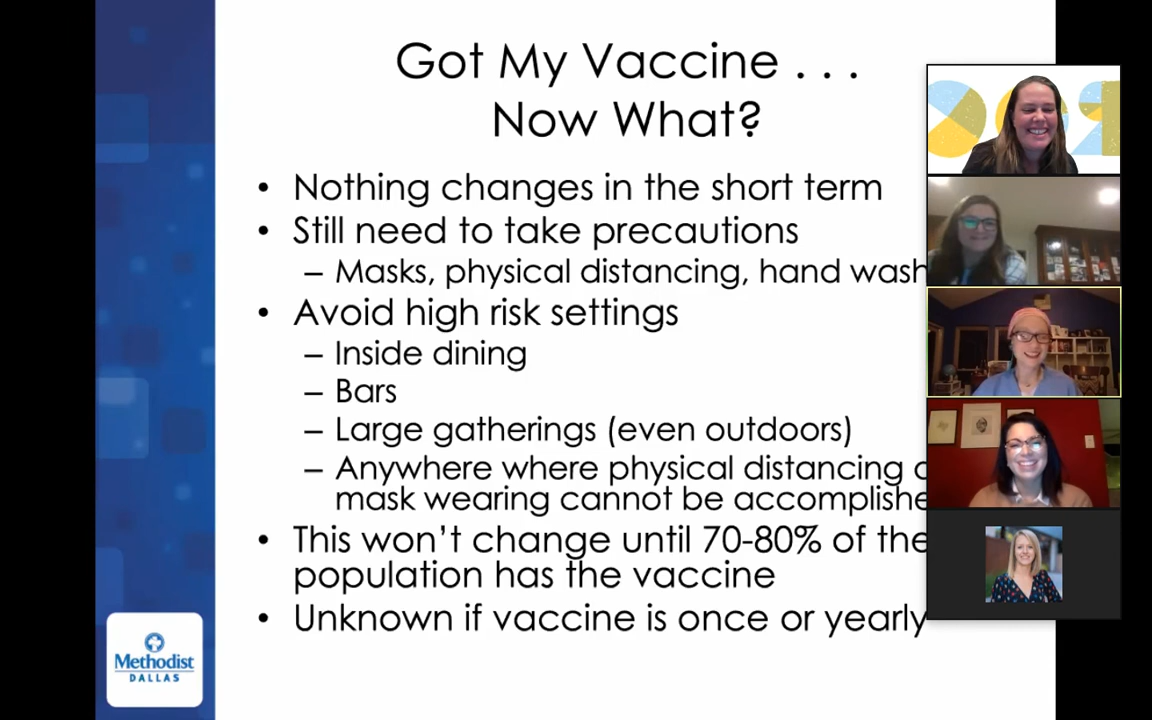 Got My Vaccine . . .
Now What?
• Nothing changes in the short term
• Still need to take precautions
– Masks, physical distancing, hand wash
• Avoid high risk settings
– Inside dining
– Bars
– Large gatherings (even outdoors)
– Anywhere where physical distancing
mask wearing cannot be accomplishe
• This won't change until 70-80% of the
population has the vaccine
• Unknown if vaccine is once or yearly
Methodist
DALLAS